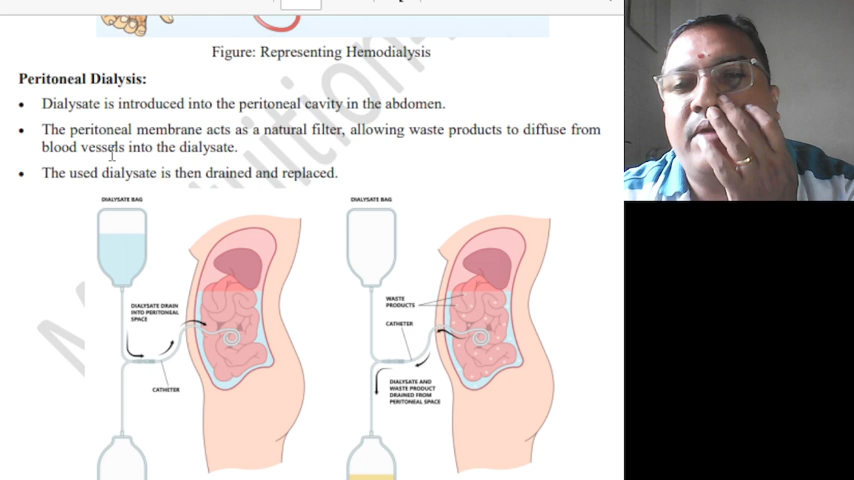 Figure: Representing Hemodialysis
Peritoneal Dialysis:
• Dialysate is introduced into the peritoneal cavity in the abdomen.
• The peritoneal membrane acts as a natural filter, allowing waste products to diffuse from
blood vessels into the dialysate.
• The used dialysate is then drained and replaced.
DIALYSATE BAG
DIALYSATE DRAIN
INTO PERITONEAL
SPACE
CATHETER
DIALYSATE BAG
WASTE
PRODUCTS
CATHETER
DIALYSATE AND
WASTE PRODUCT
DRAINED FROM
PERITONEAL SPACE